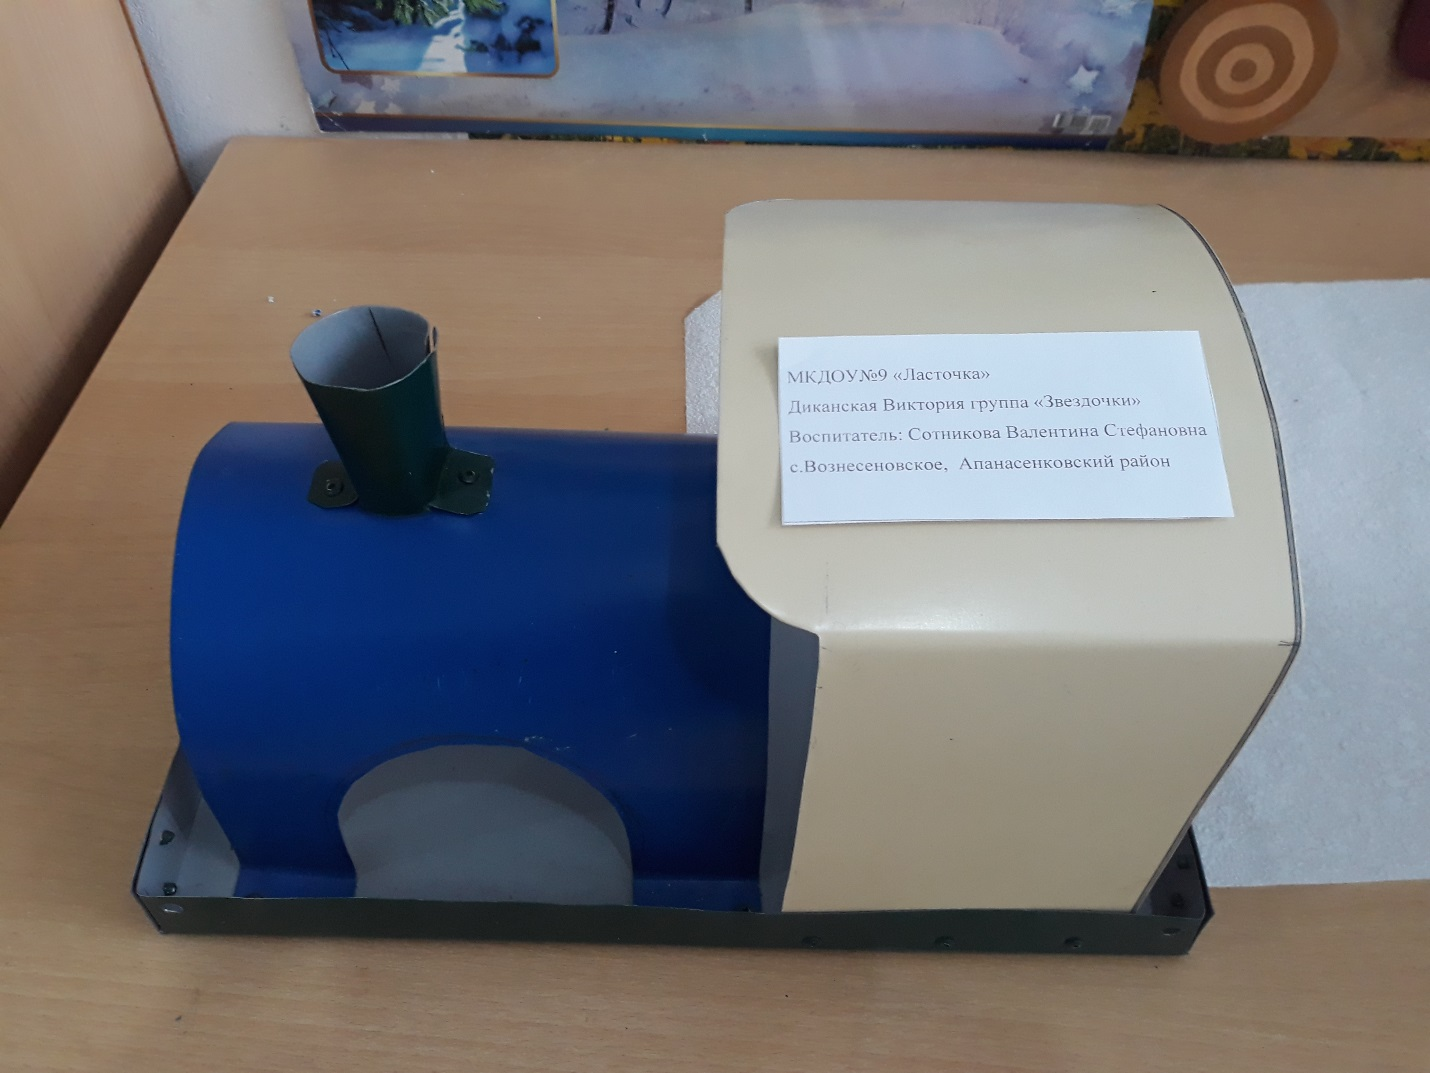 МКДОУ№9 «Ласточка»
Диканская Виктория группа «Звездочки»
Воспитатель: Сотникова Валентина Стефановна
с.Вознесеновское, Апанасенковский район